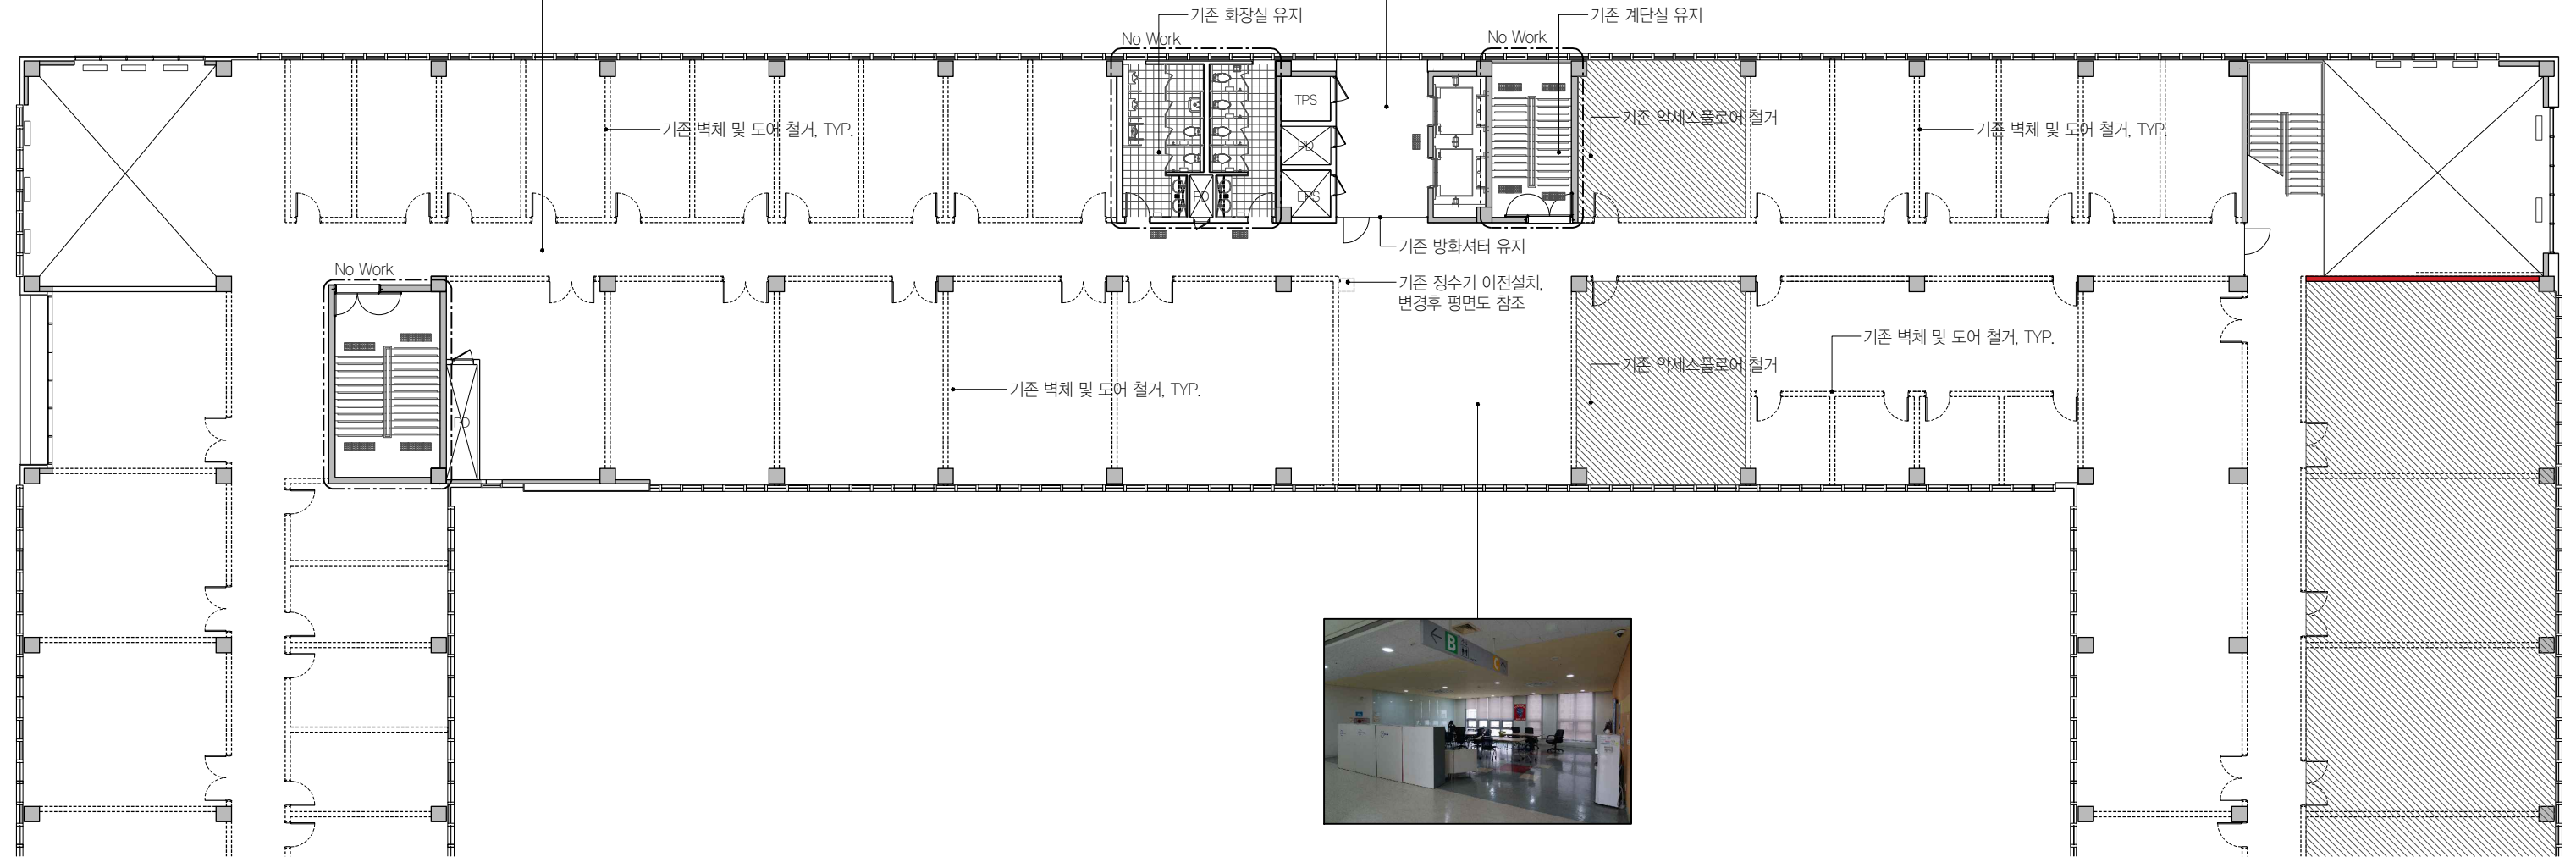 기존 화장실 유지
기존 계단실 유지
No Work
No Work
TPS
기존 벽체 및 도어 철거, TYP.
기존 악세스플로어 철거
기존 벽체 및 도어 철거, TYP.
PD
EPS
PD
기존 방화셔터 유지
No Work
기존 정수기 이전설치,
변경후 평면도 참조
기존 벽체 및 도어 철거, TYP.
기존 악세스플로어 철거
기존 벽체 및 도어 철거, TYP.
PD
B